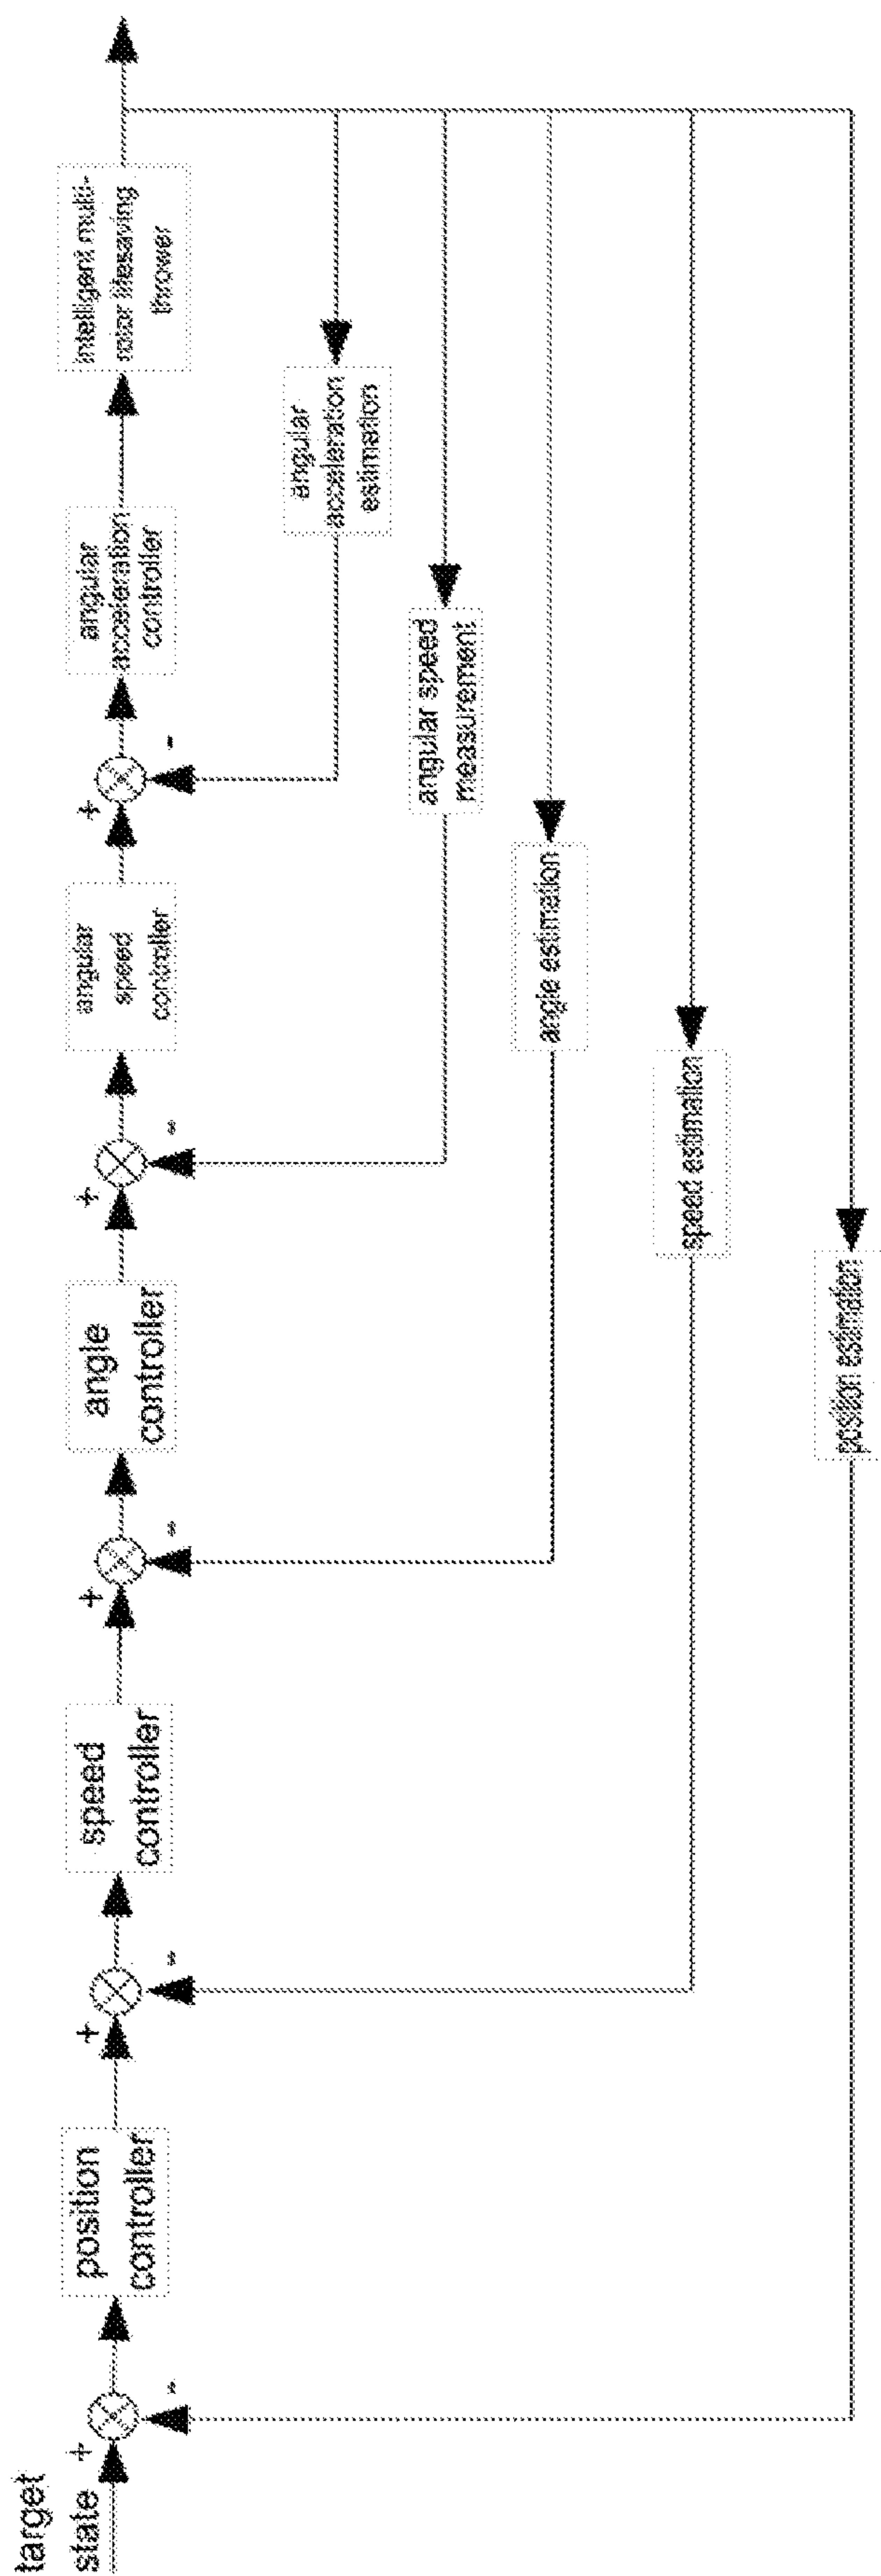 target
state
+
-
position
controller
+
-
speed
controller
+
-
angle
controller
+
-
angular
speed
controller
+
-
angular
acceleration
controller
intelligent multi-
rotor lifesaving
thrower
angular
acceleration
estimation
angular speed
measurement
angle estimation
speed estimation
position estimation